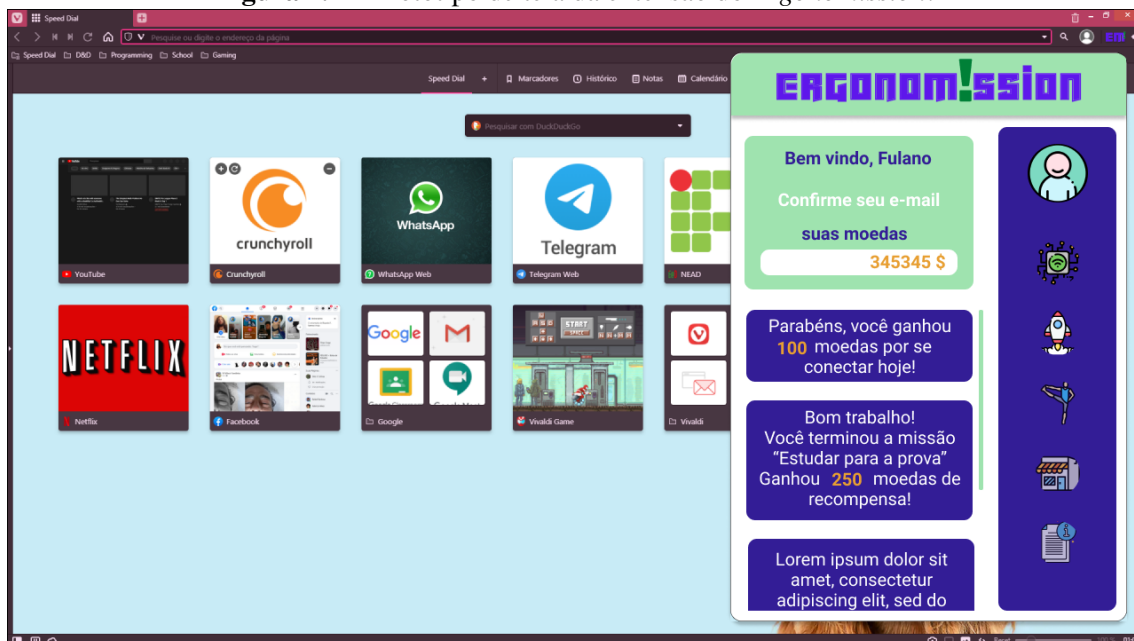 Speed Dial
Pesquise ou digite o endereço da página
Speed Dial D&D Programming School Gaming
Speed Dial + Marcadores Histórico Notas Calendário
Pesquisar com DuckDuckGo
crunchyroll
WhatsApp
Telegram
YouTube
Crunchyroll
WhatsApp Web
Telegram Web
NEAD
NETFLIX
Google
START
Netflix
Facebook
Google
Vivaldi Game
Vivaldi
ERGONOM!SSION
Bem vindo, Fulano
Confirme seu e-mail
suas moedas
345345 $
Parabéns, você ganhou
100 moedas por se
conectar hoje!
Bom trabalho!
Você terminou a missão
“Estudar para a prova”
Ganhou 250 moedas de
recompensa!
Lorem ipsum dolor sit
amet, consectetur
adipiscing elit, sed do